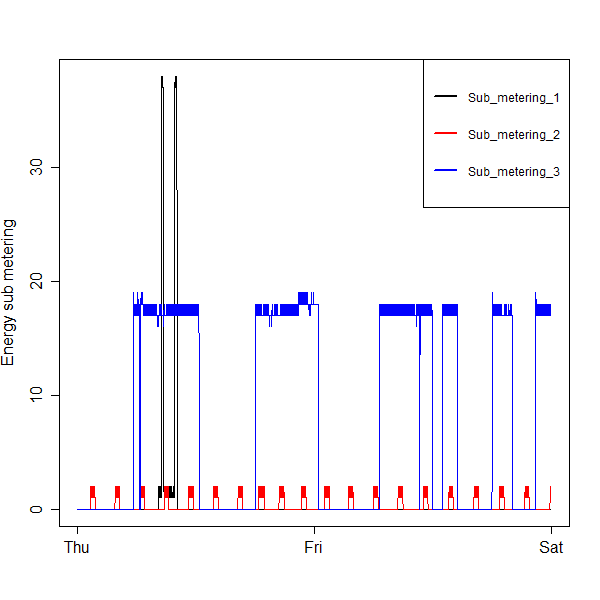 Sub_metering_1
Sub_metering_2
Sub_metering_3
Energy sub metering
30
20
10
0
Thu Fri Sat